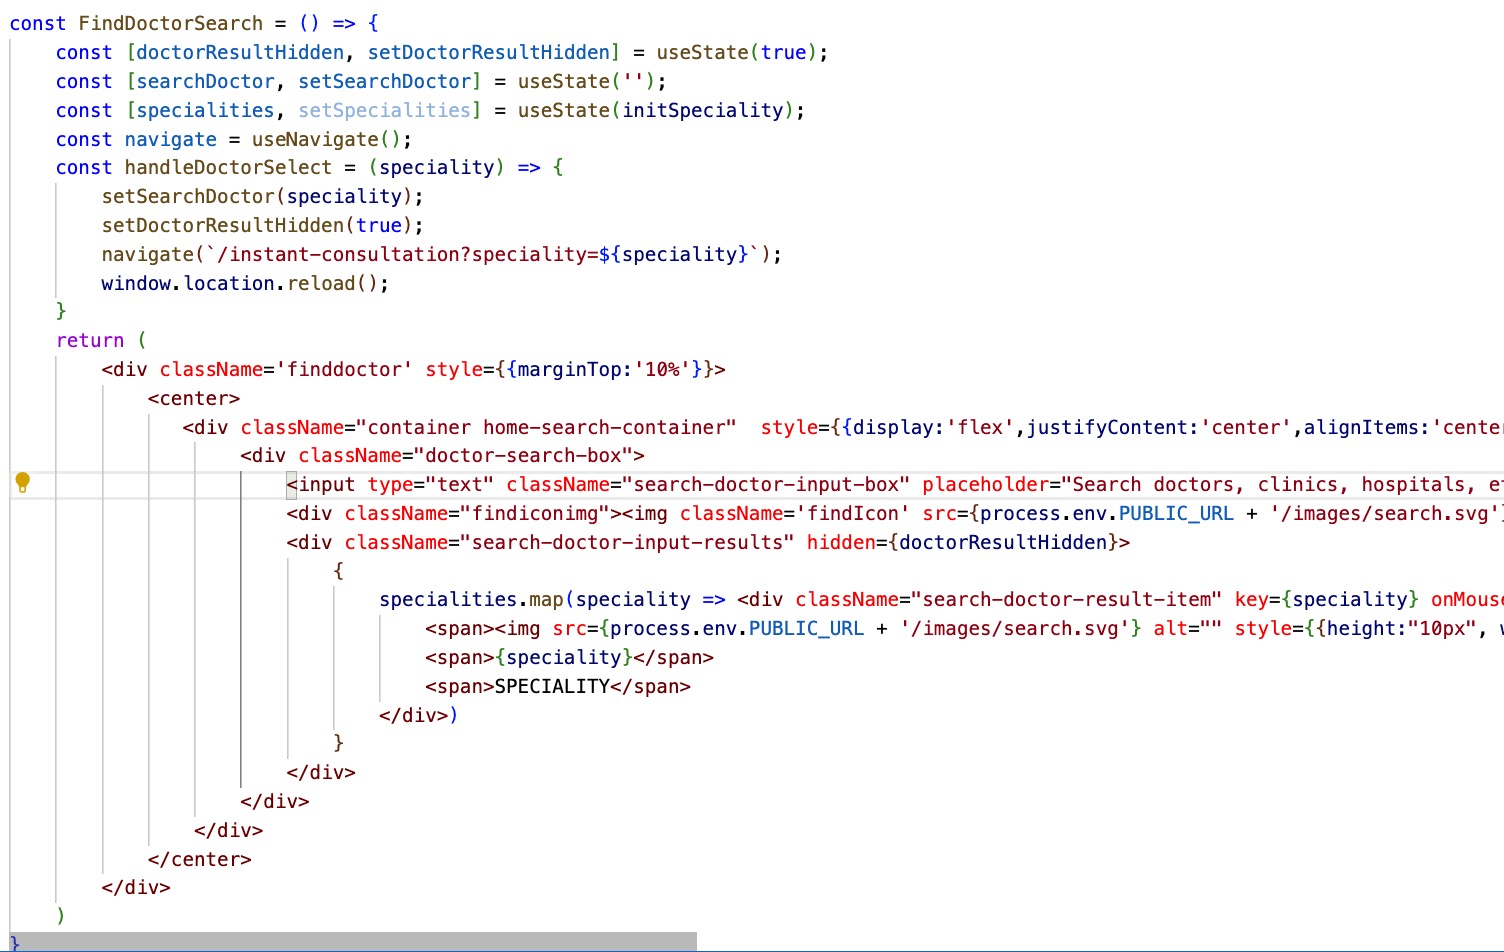 const FindDoctorSearch = () => {
    const [doctorResultHidden, setDoctorResultHidden] = useState(true);
    const [searchDoctor, setSearchDoctor] = useState('');
    const [specialities, setSpecialities] = useState(initSpeciality);
    const navigate = useNavigate();
    const handleDoctorSelect = (speciality) => {
        setSearchDoctor(speciality);
        setDoctorResultHidden(true);
        navigate(`/instant-consultation?speciality=${speciality}`);
        window.location.reload();
    }
    return (
        <div className='finddoctor' style={{marginTop:'10%'}}>
            <center>
               <div className="container home-search-container"  style={{display:'flex',justifyContent:'center',alignItems:'center
                    <div className="doctor-search-box">
                        <input type="text" className="search-doctor-input-box" placeholder="Search doctors, clinics, hospitals, et
                        <div className="findiconimg"><img className='findIcon' src={process.env.PUBLIC_URL + '/images/search.svg'}
                        <div className="search-doctor-input-results" hidden={doctorResultHidden}>
                            {
                                specialities.map(speciality => <div className="search-doctor-result-item" key={speciality} onMouse
                                    <span><img src={process.env.PUBLIC_URL + '/images/search.svg'} alt="" style={{height:"10px", w
                                    <span>{speciality}</span>
                                    <span>SPECIALITY</span>
                                </div>)
                            }
                        </div>
                    </div>
                </div>
            </center>
        </div>
    )
}